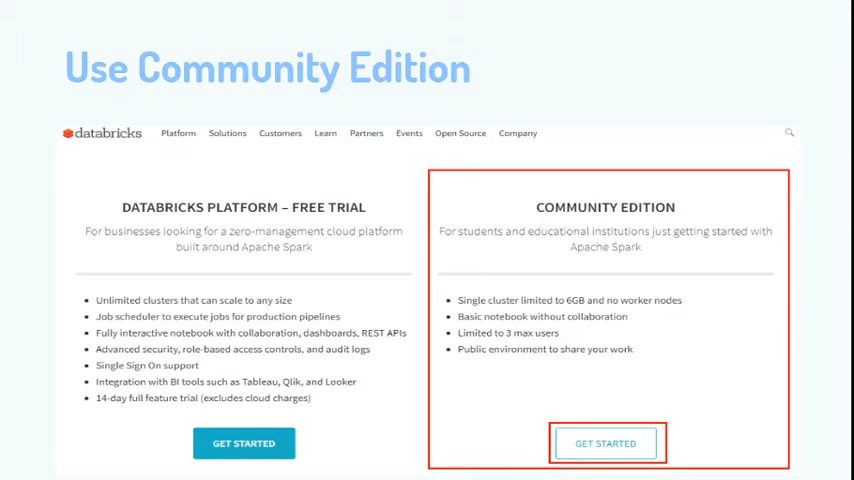 Use Community Edition
databricks Platform Solutions Customers Learn Partners Events Open Source Company
DATABRICKS PLATFORM – FREE TRIAL
For businesses looking for a zero-management cloud platform
built around Apache Spark
Unlimited clusters that can scale to any size
Job scheduler to execute jobs for production pipelines
Fully interactive notebook with collaboration, dashboards, REST APIs
Advanced security, role-based access controls, and audit logs
Single Sign On support
Integration with BI tools such as Tableau, Qlik, and Looker
14-day full feature trial (excludes cloud charges)
GET STARTED
COMMUNITY EDITION
For students and educational institutions just getting started with
Apache Spark
Single cluster limited to 6GB and no worker nodes
Basic notebook without collaboration
Limited to 3 max users
Public environment to share your work
GET STARTED